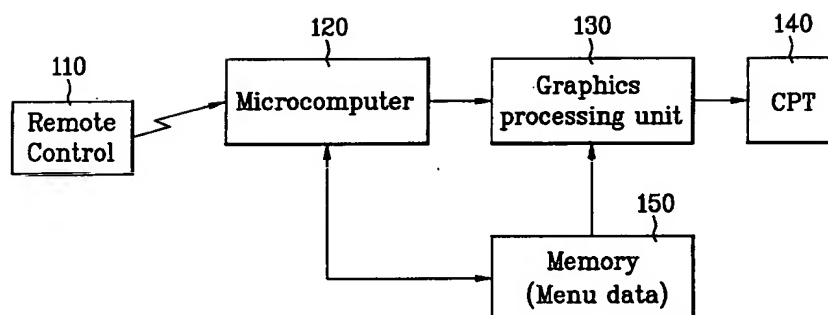 110
Remote
Control
120
Microcomputer
130
Graphics
processing unit
140
CPT
150
Memory
(Menu data)